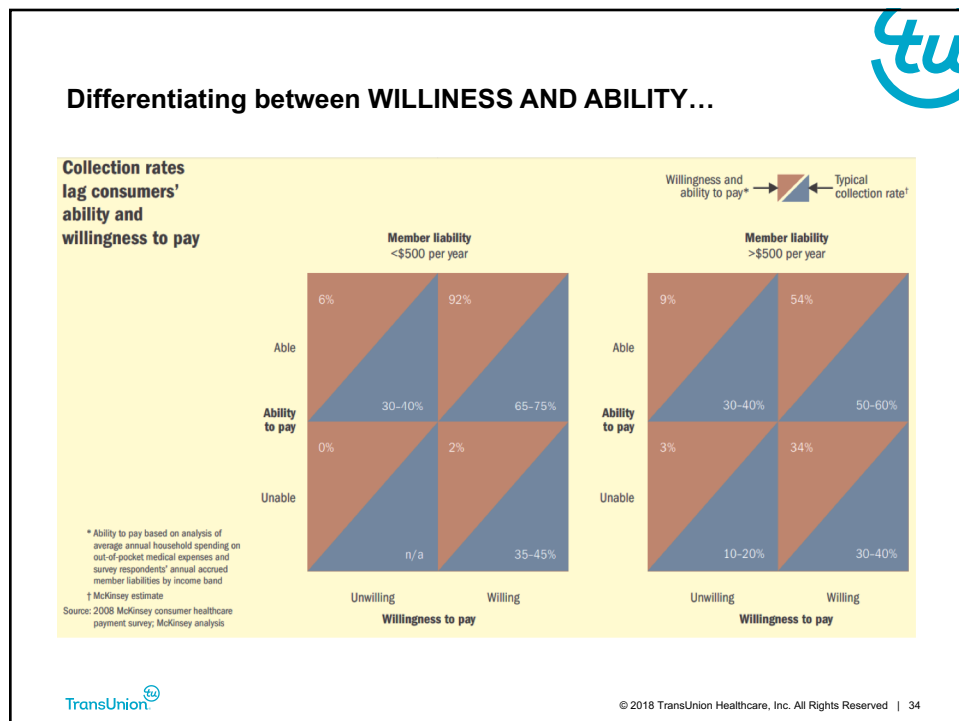 tu
Differentiating between WILLINESS AND ABILITY…
Collection rates
lag consumers'
ability and
willingness to pay
Willingness and
ability to pay*
Typical
collection rate†
Member liability
<$500 per year
Member liability
>$500 per year
6%
92%
9%
54%
Able
Able
30–40%
65–75%
30–40%
50–60%
Ability
to pay
Ability
to pay
0%
2%
3%
34%
Unable
Unable
n/a
35–45%
10–20%
30–40%
Unwilling
Willing
Unwilling
Willing
Willingness to pay
Willingness to pay
* Ability to pay based on analysis of
average annual household spending on
out-of-pocket medical expenses and
survey respondents' annual accrued
member liabilities by income band
† McKinsey estimate
Source: 2008 McKinsey consumer healthcare
payment survey; McKinsey analysis
TransUnion tu
© 2018 TransUnion Healthcare, Inc. All Rights Reserved | 34